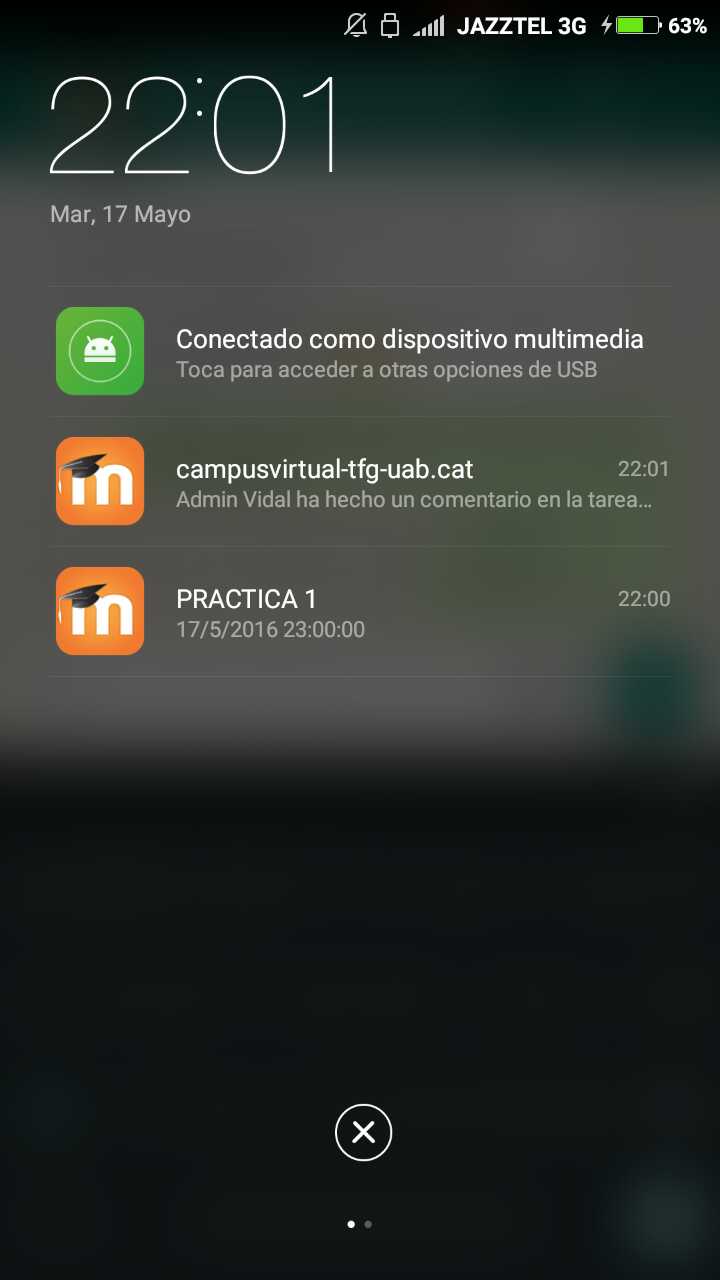 JAZZTEL 3G 63%
22:01
Mar, 17 Mayo
Conectado como dispositivo multimedia
Toca para acceder a otras opciones de USB
campusvirtual-tfg-uab.cat 22:01
Admin Vidal ha hecho un comentario en la tarea...
PRACTICA 1 22:00
17/5/2016 23:00:00